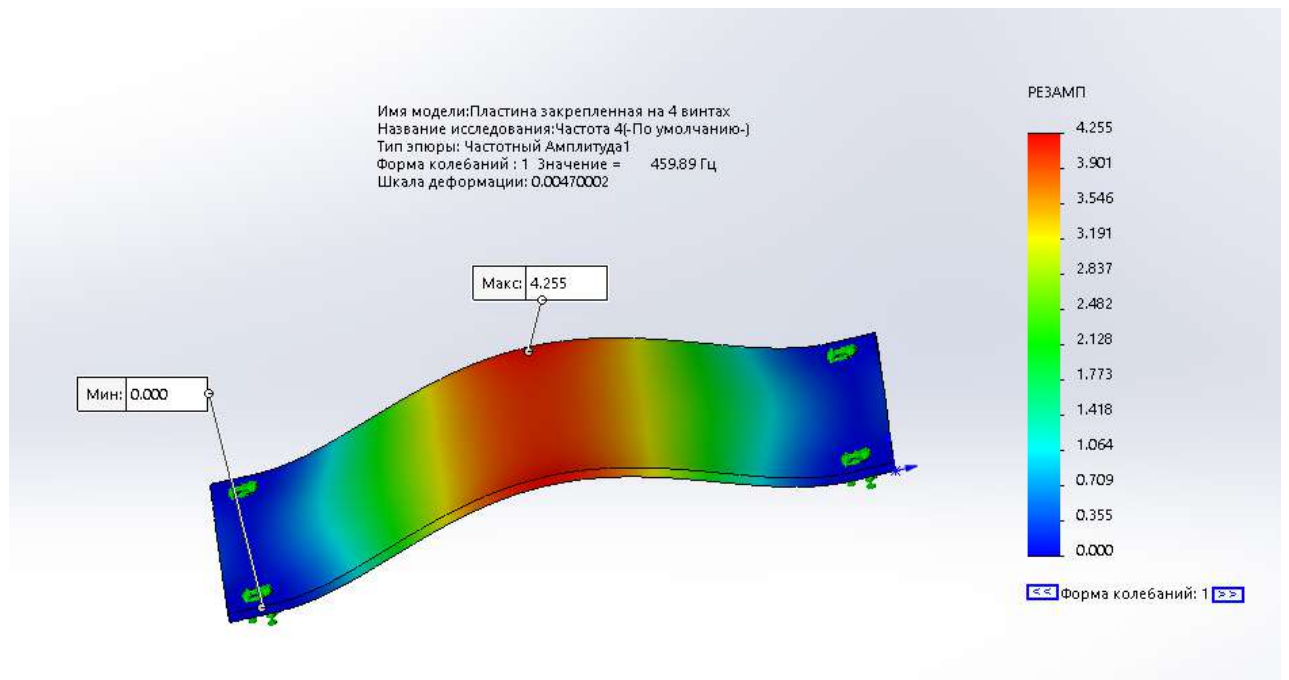 Имя модели:Пластина закрепленная на 4 винтах
Название исследования:Частота 4(-По умолчанию-)
Тип эпюры: Частотный Амплитуда1
Форма колебаний : 1 Значение = 459.89 Гц
Шкала деформации: 0.00470002
РЕЗАМП
4.255
3.901
3.546
3.191
2.837
2.482
2.128
1.773
1.418
1.064
0.709
0.355
0.000
Макс: 4.255
Мин: 0.000
<< Форма колебаний: 1 >>